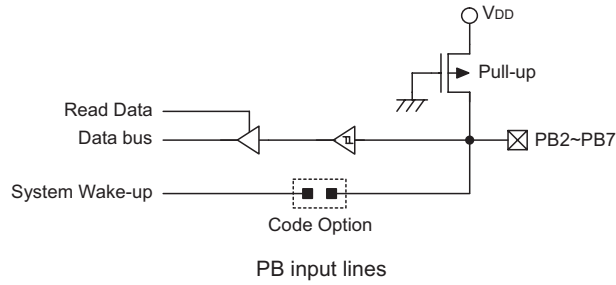 VDD
Pull-up
Read Data
Data bus
PB2~PB7
System Wake-up
Code Option
PB input lines